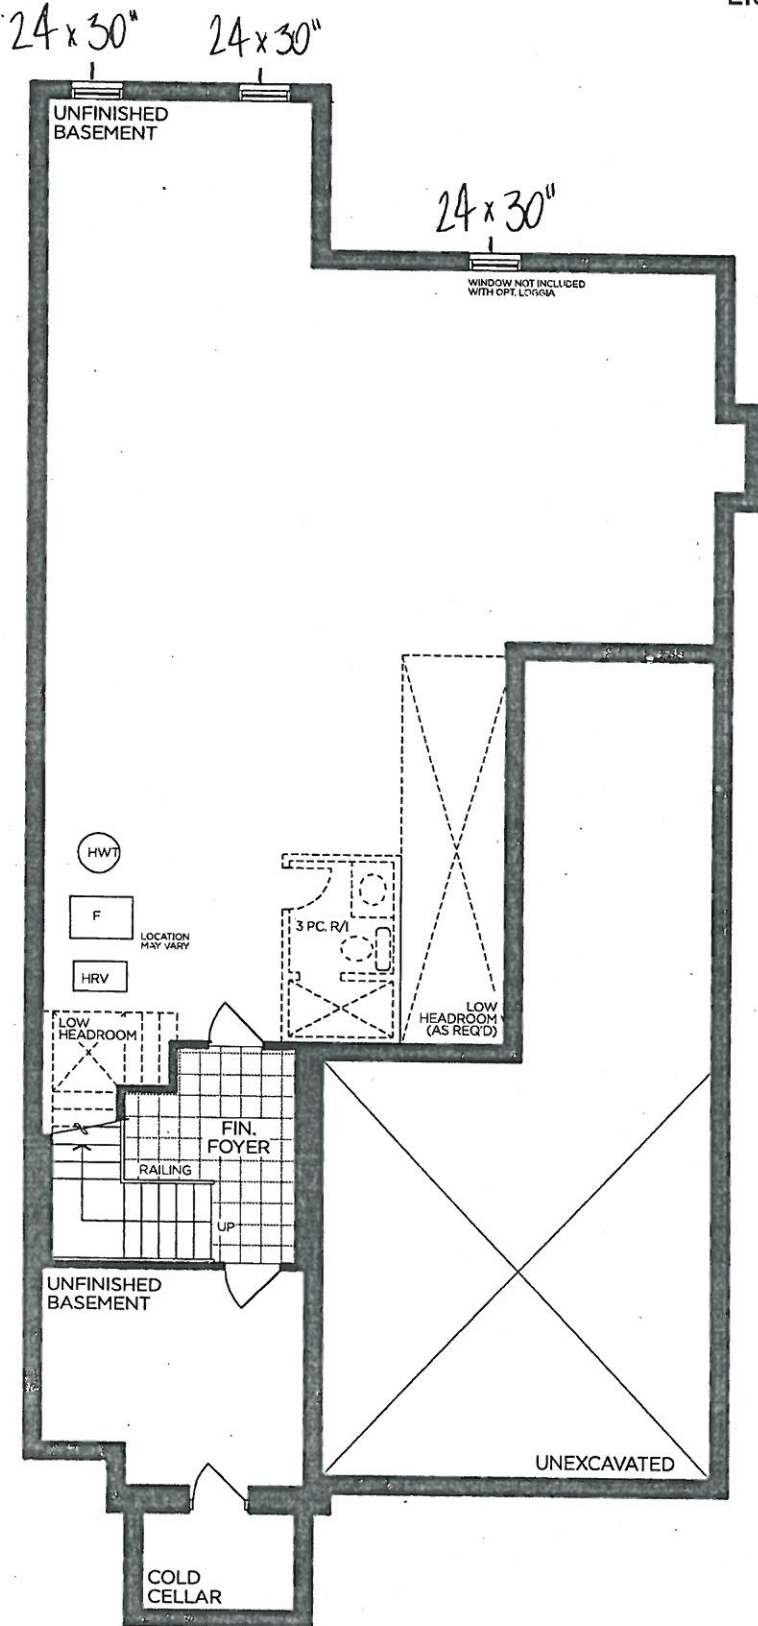 24 x 30"
24 x 30"
UNFINISHED
BASEMENT
24 x 30"
WINDOW NOT INCLUDED
WITH OPT. LOGGIA
HWT
F
LOCATION
MAY VARY
HRV
3 PC. R/I
LOW
HEADROOM
(AS REQ'D)
LOW
HEADROOM
FIN.
FOYER
RAILING
UP
UNFINISHED
BASEMENT
UNEXCAVATED
COLD
CELLAR